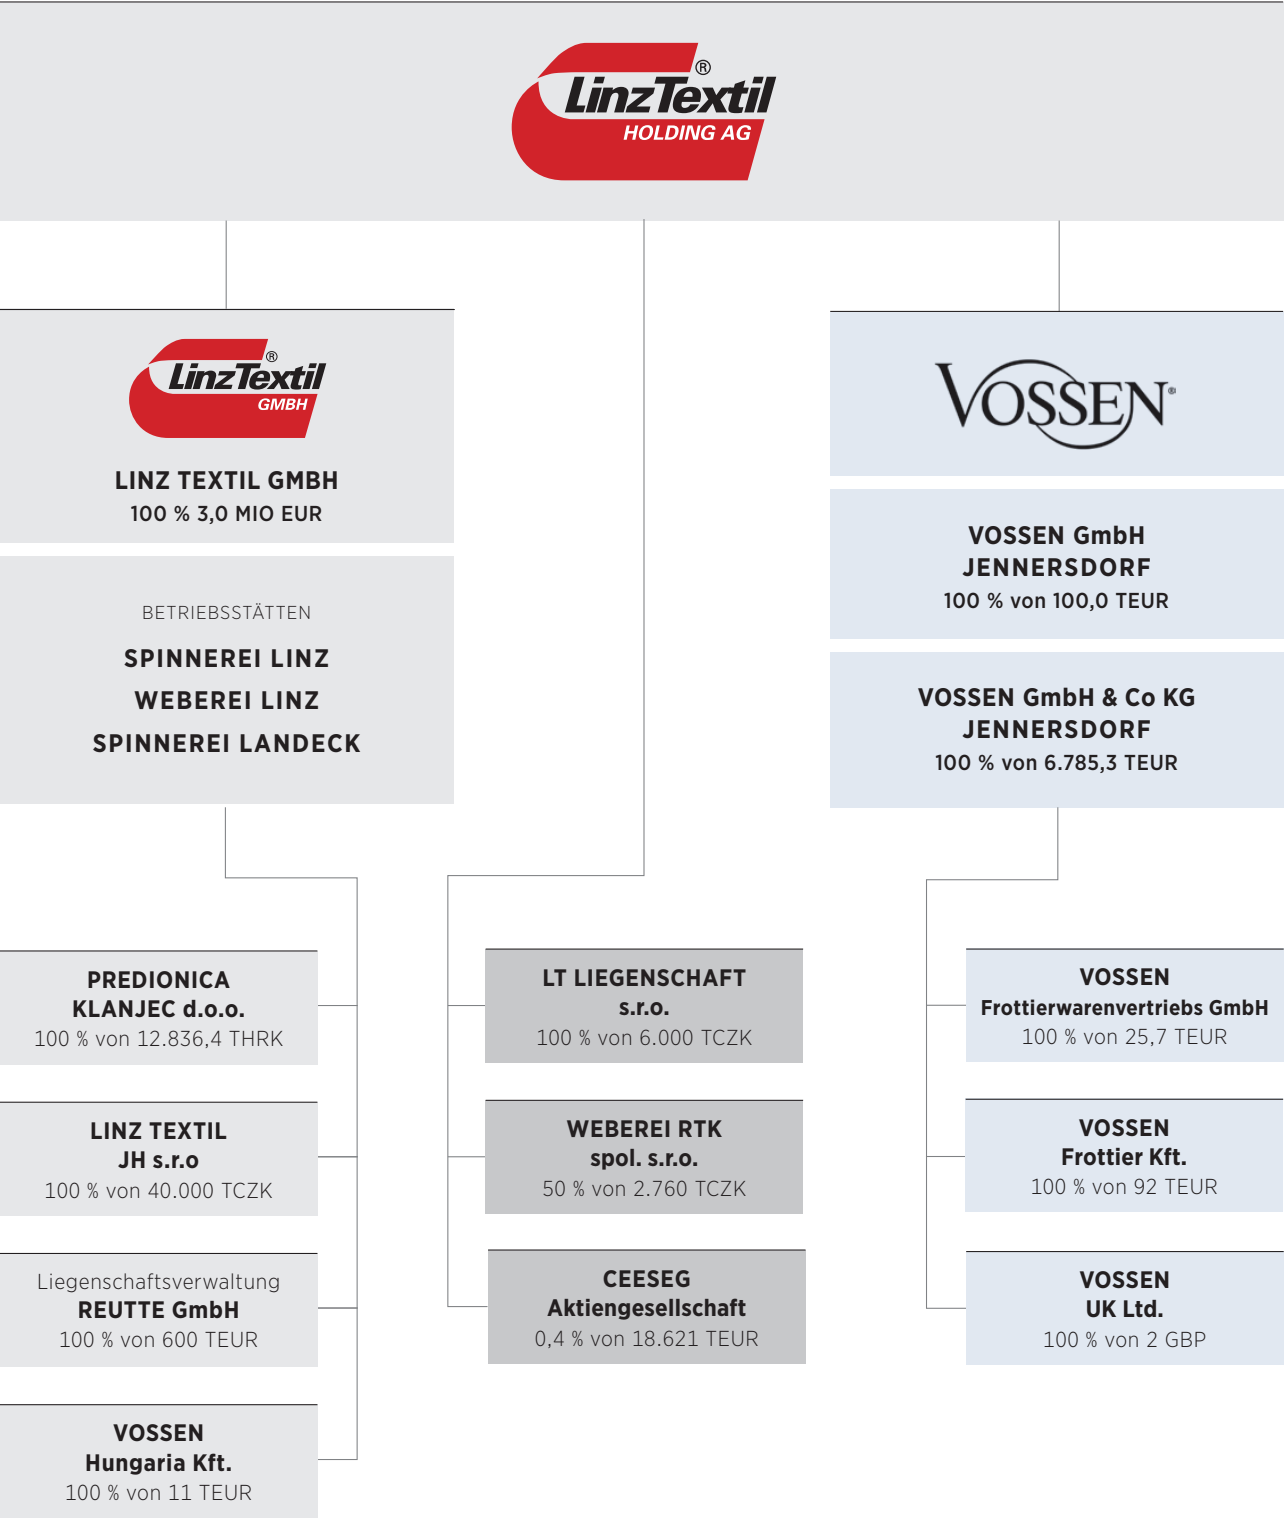 LinzTextil®
HOLDING AG
LinzTextil®
GMBH
LINZ TEXTIL GMBH
100 % 3,0 MIO EUR
BETRIEBSSTÄTTEN
SPINNEREI LINZ
WEBEREI LINZ
SPINNEREI LANDECK
PREDIONICA
KLANJEC d.o.o.
100 % von 12.836,4 THRK
LINZ TEXTIL
JH s.r.o
100 % von 40.000 TCZK
Liegenschaftsverwaltung
REUTTE GmbH
100 % von 600 TEUR
VOSSEN
Hungaria Kft.
100 % von 11 TEUR
LT LIEGENSCHAFT
s.r.o.
100 % von 6.000 TCZK
WEBEREI RTK
spol. s.r.o.
50 % von 2.760 TCZK
CEESEG
Aktiengesellschaft
0,4 % von 18.621 TEUR
VOSSEN®
VOSSEN GmbH
JENNERSDORF
100 % von 100,0 TEUR
VOSSEN GmbH & Co KG
JENNERSDORF
100 % von 6.785,3 TEUR
VOSSEN
Frottierwarenvertriebs GmbH
100 % von 25,7 TEUR
VOSSEN
Frottier Kft.
100 % von 92 TEUR
VOSSEN
UK Ltd.
100 % von 2 GBP